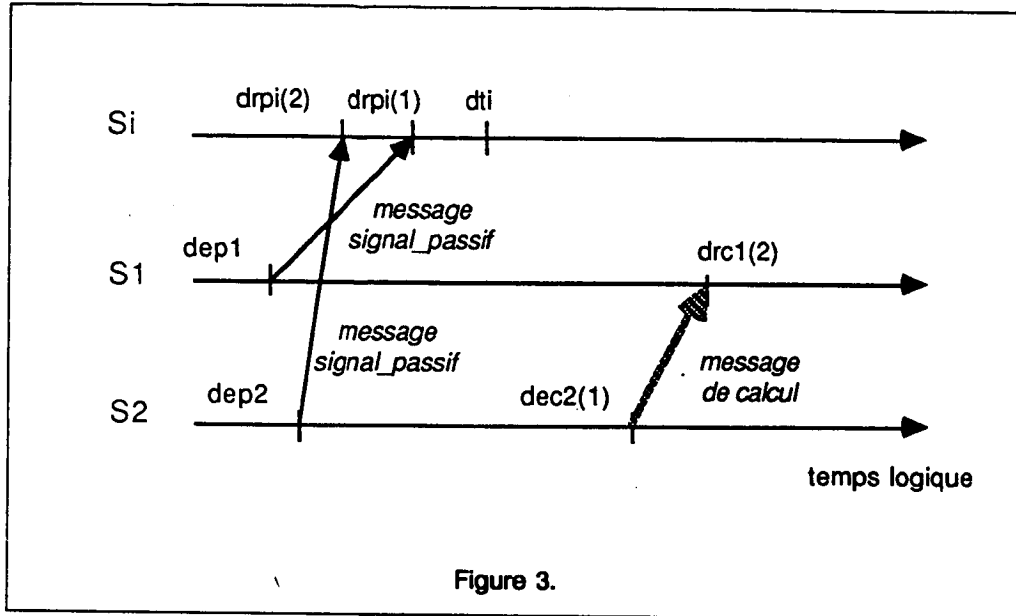 drpi(2) drpi(1) dti
Si
message
signal_passif
dep1 drc1(2)
S1
message
signal_passif
message
de calcul
dep2 dec2(1)
S2
temps logique
Figure 3.